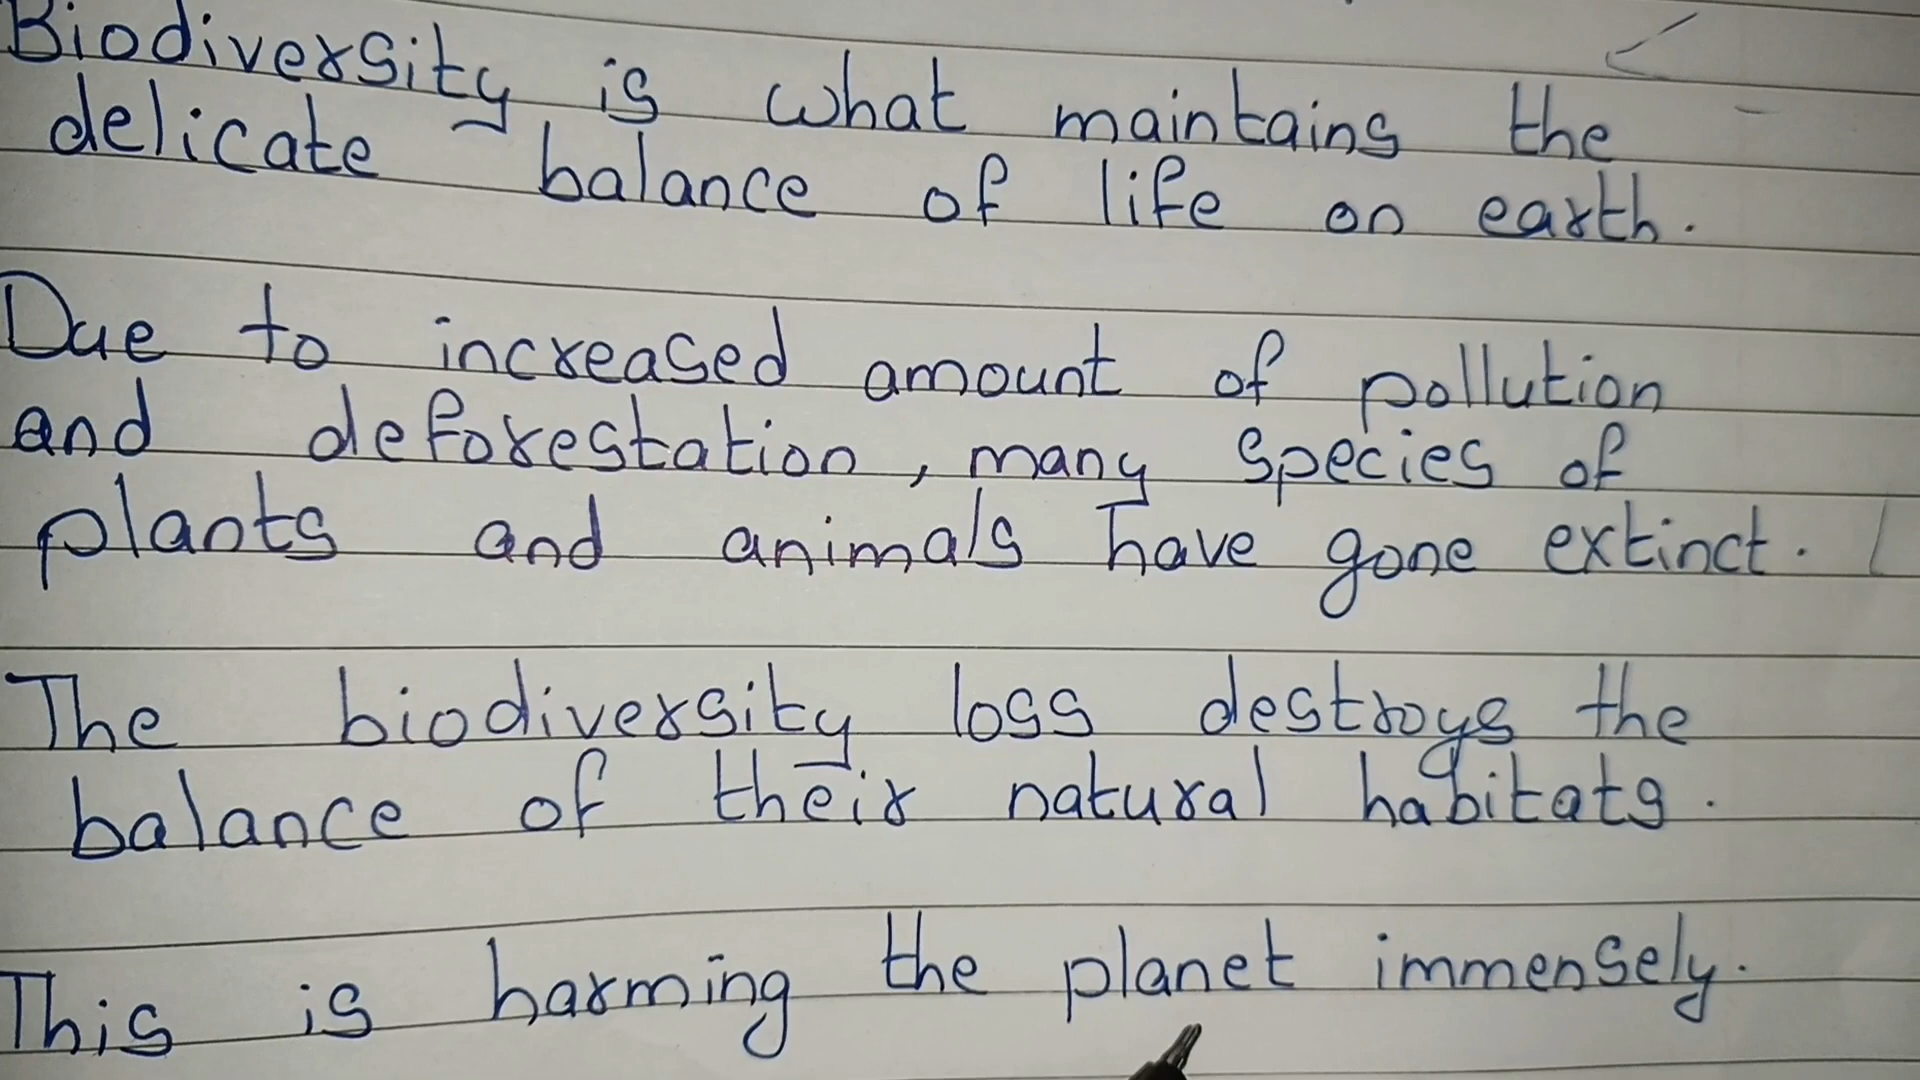 Biodiversity is what maintains the
delicate balance of life on earth.
Due to increased amount of pollution
and deforestation, many species of
plants and animals have gone extinct.
The biodiversity loss destroys the
balance of their natural habitats.
This is harming the planet immensely.